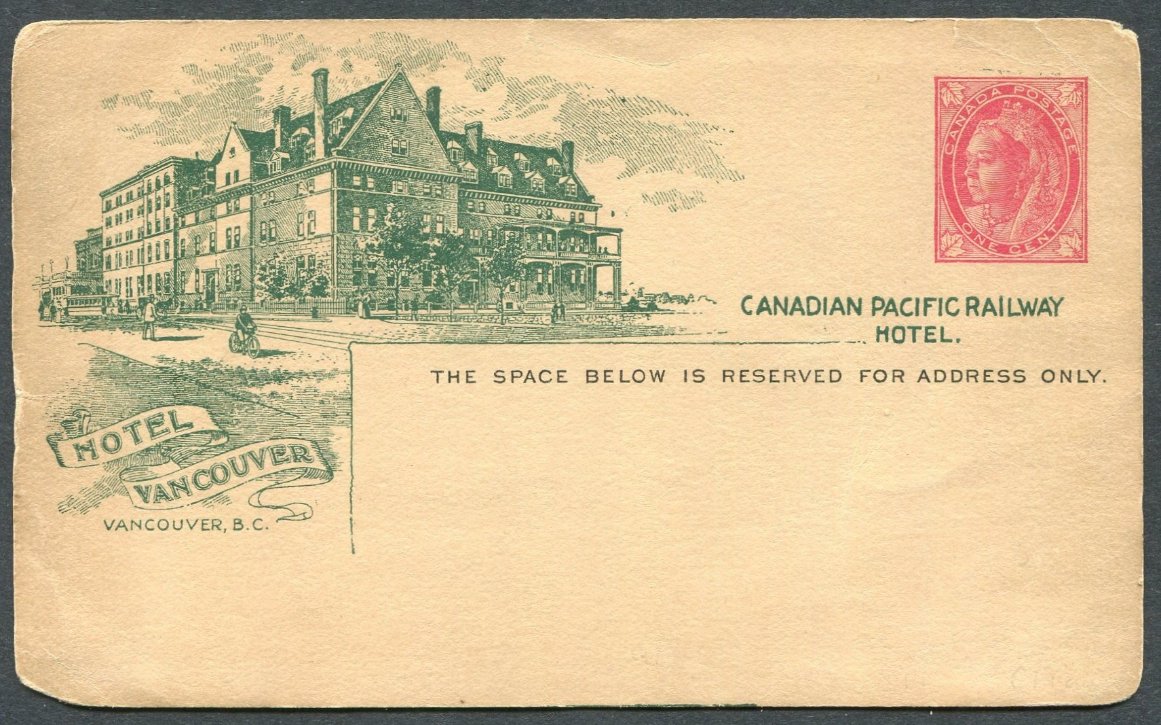 CANADA POSTAGE
ONE CENT
CANADIAN PACIFIC RAILWAY
HOTEL.
THE SPACE BELOW IS RESERVED FOR ADDRESS ONLY.
HOTEL
VANCOUVER
VANCOUVER, B.C.